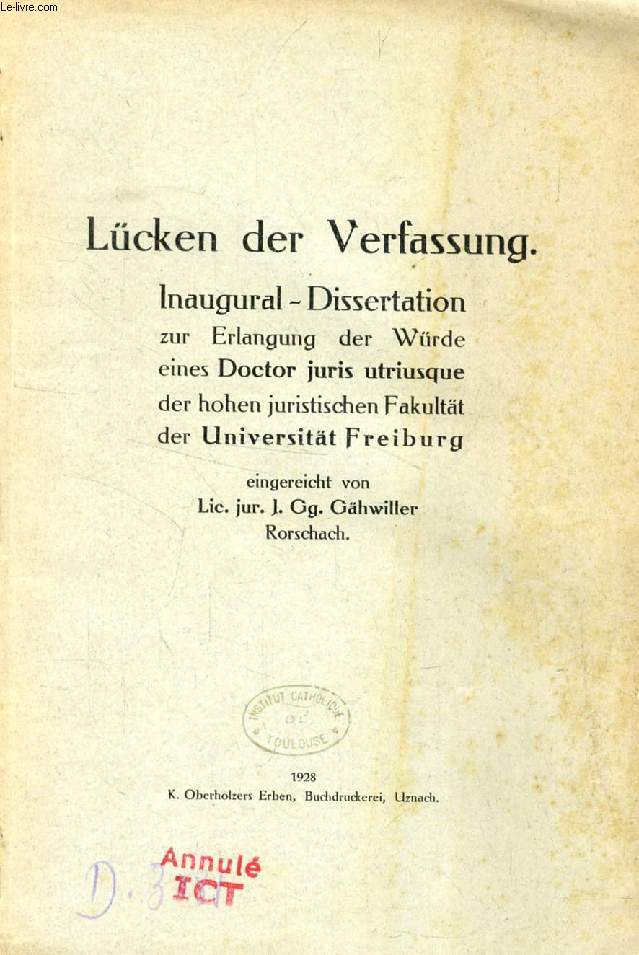 Le-livre.com
Lücken der Verfassung.
Inaugural - Dissertation
zur Erlangung der Würde
eines Doctor juris utriusque
der hohen juristischen Fakultät
der Universität Freiburg
eingereicht von
Lic. jur. J. Gg. Gähwiller
Rorschach.
INSTITUT CATHOLIQUE
DE
TOULOUSE
1928
K. Oberholzers Erben, Buchdruckerei, Uznach.
Annulé
ICT
D.